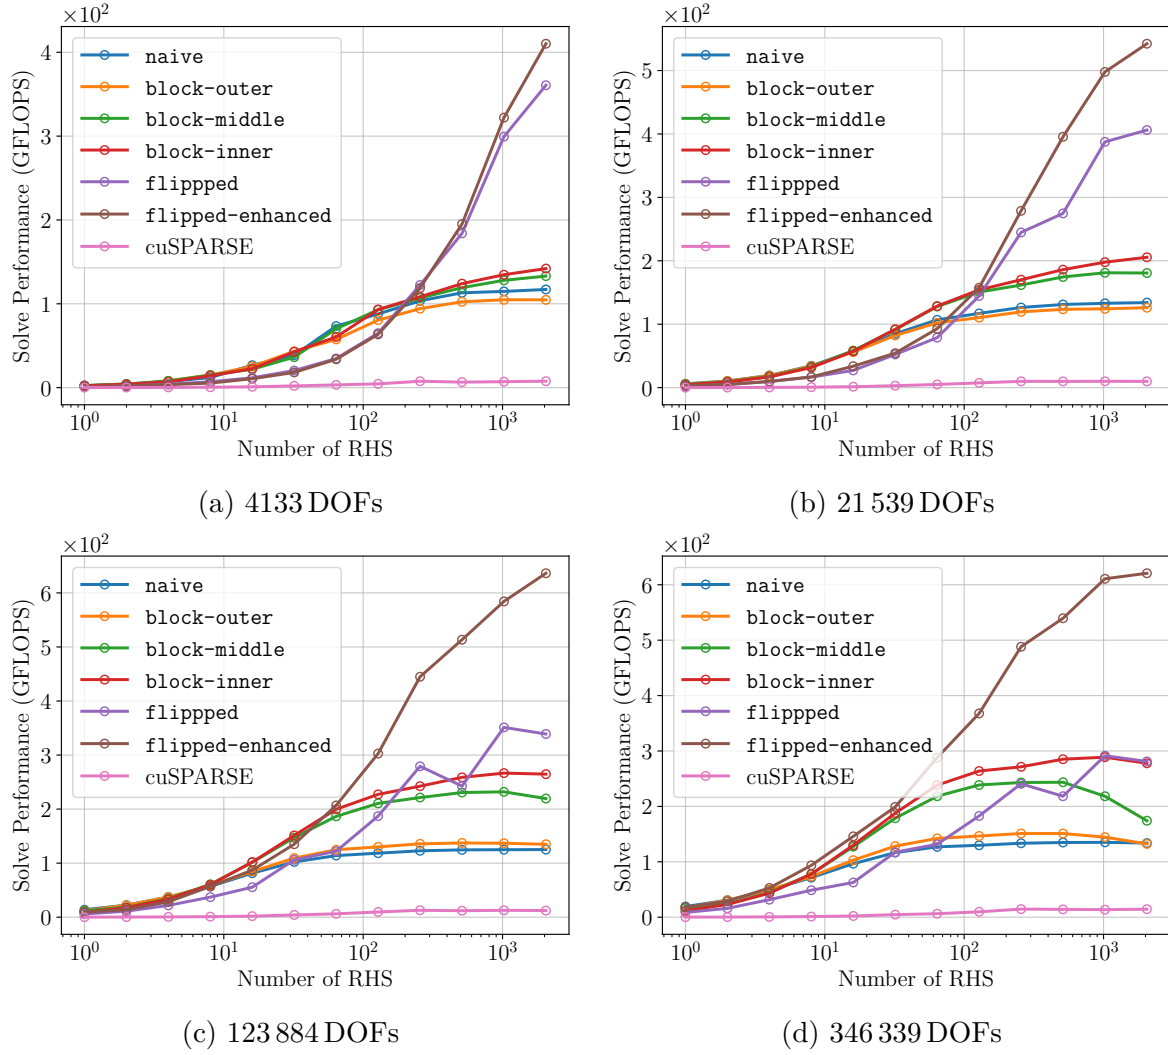 ×10²
4
3
2
1
0
Solve Performance (GFLOPS)
naive
block-outer
block-middle
block-inner
flippped
flipped-enhanced
cuSPARSE
10⁰
10¹
10²
10³
Number of RHS
(a) 4133 DOFs
×10²
5
4
3
2
1
0
Solve Performance (GFLOPS)
naive
block-outer
block-middle
block-inner
flippped
flipped-enhanced
cuSPARSE
10⁰
10¹
10²
10³
Number of RHS
(b) 21 539 DOFs
×10²
6
5
4
3
2
1
0
Solve Performance (GFLOPS)
naive
block-outer
block-middle
block-inner
flippped
flipped-enhanced
cuSPARSE
10⁰
10¹
10²
10³
Number of RHS
(c) 123 884 DOFs
×10²
6
5
4
3
2
1
0
Solve Performance (GFLOPS)
naive
block-outer
block-middle
block-inner
flippped
flipped-enhanced
cuSPARSE
10⁰
10¹
10²
10³
Number of RHS
(d) 346 339 DOFs